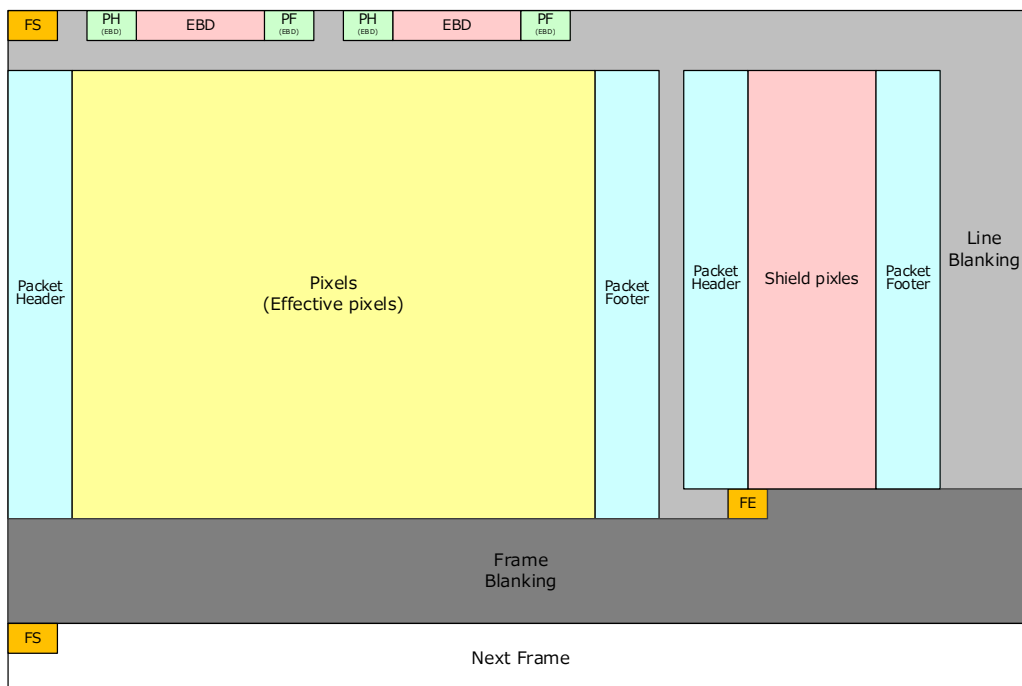 FS
PH
(EBD)
EBD
PF
(EBD)
PH
(EBD)
EBD
PF
(EBD)
Packet
Header
Pixels
(Effective pixels)
Packet
Footer
Packet
Header
Shield pixles
Packet
Footer
Line
Blanking
FE
Frame
Blanking
FS
Next Frame